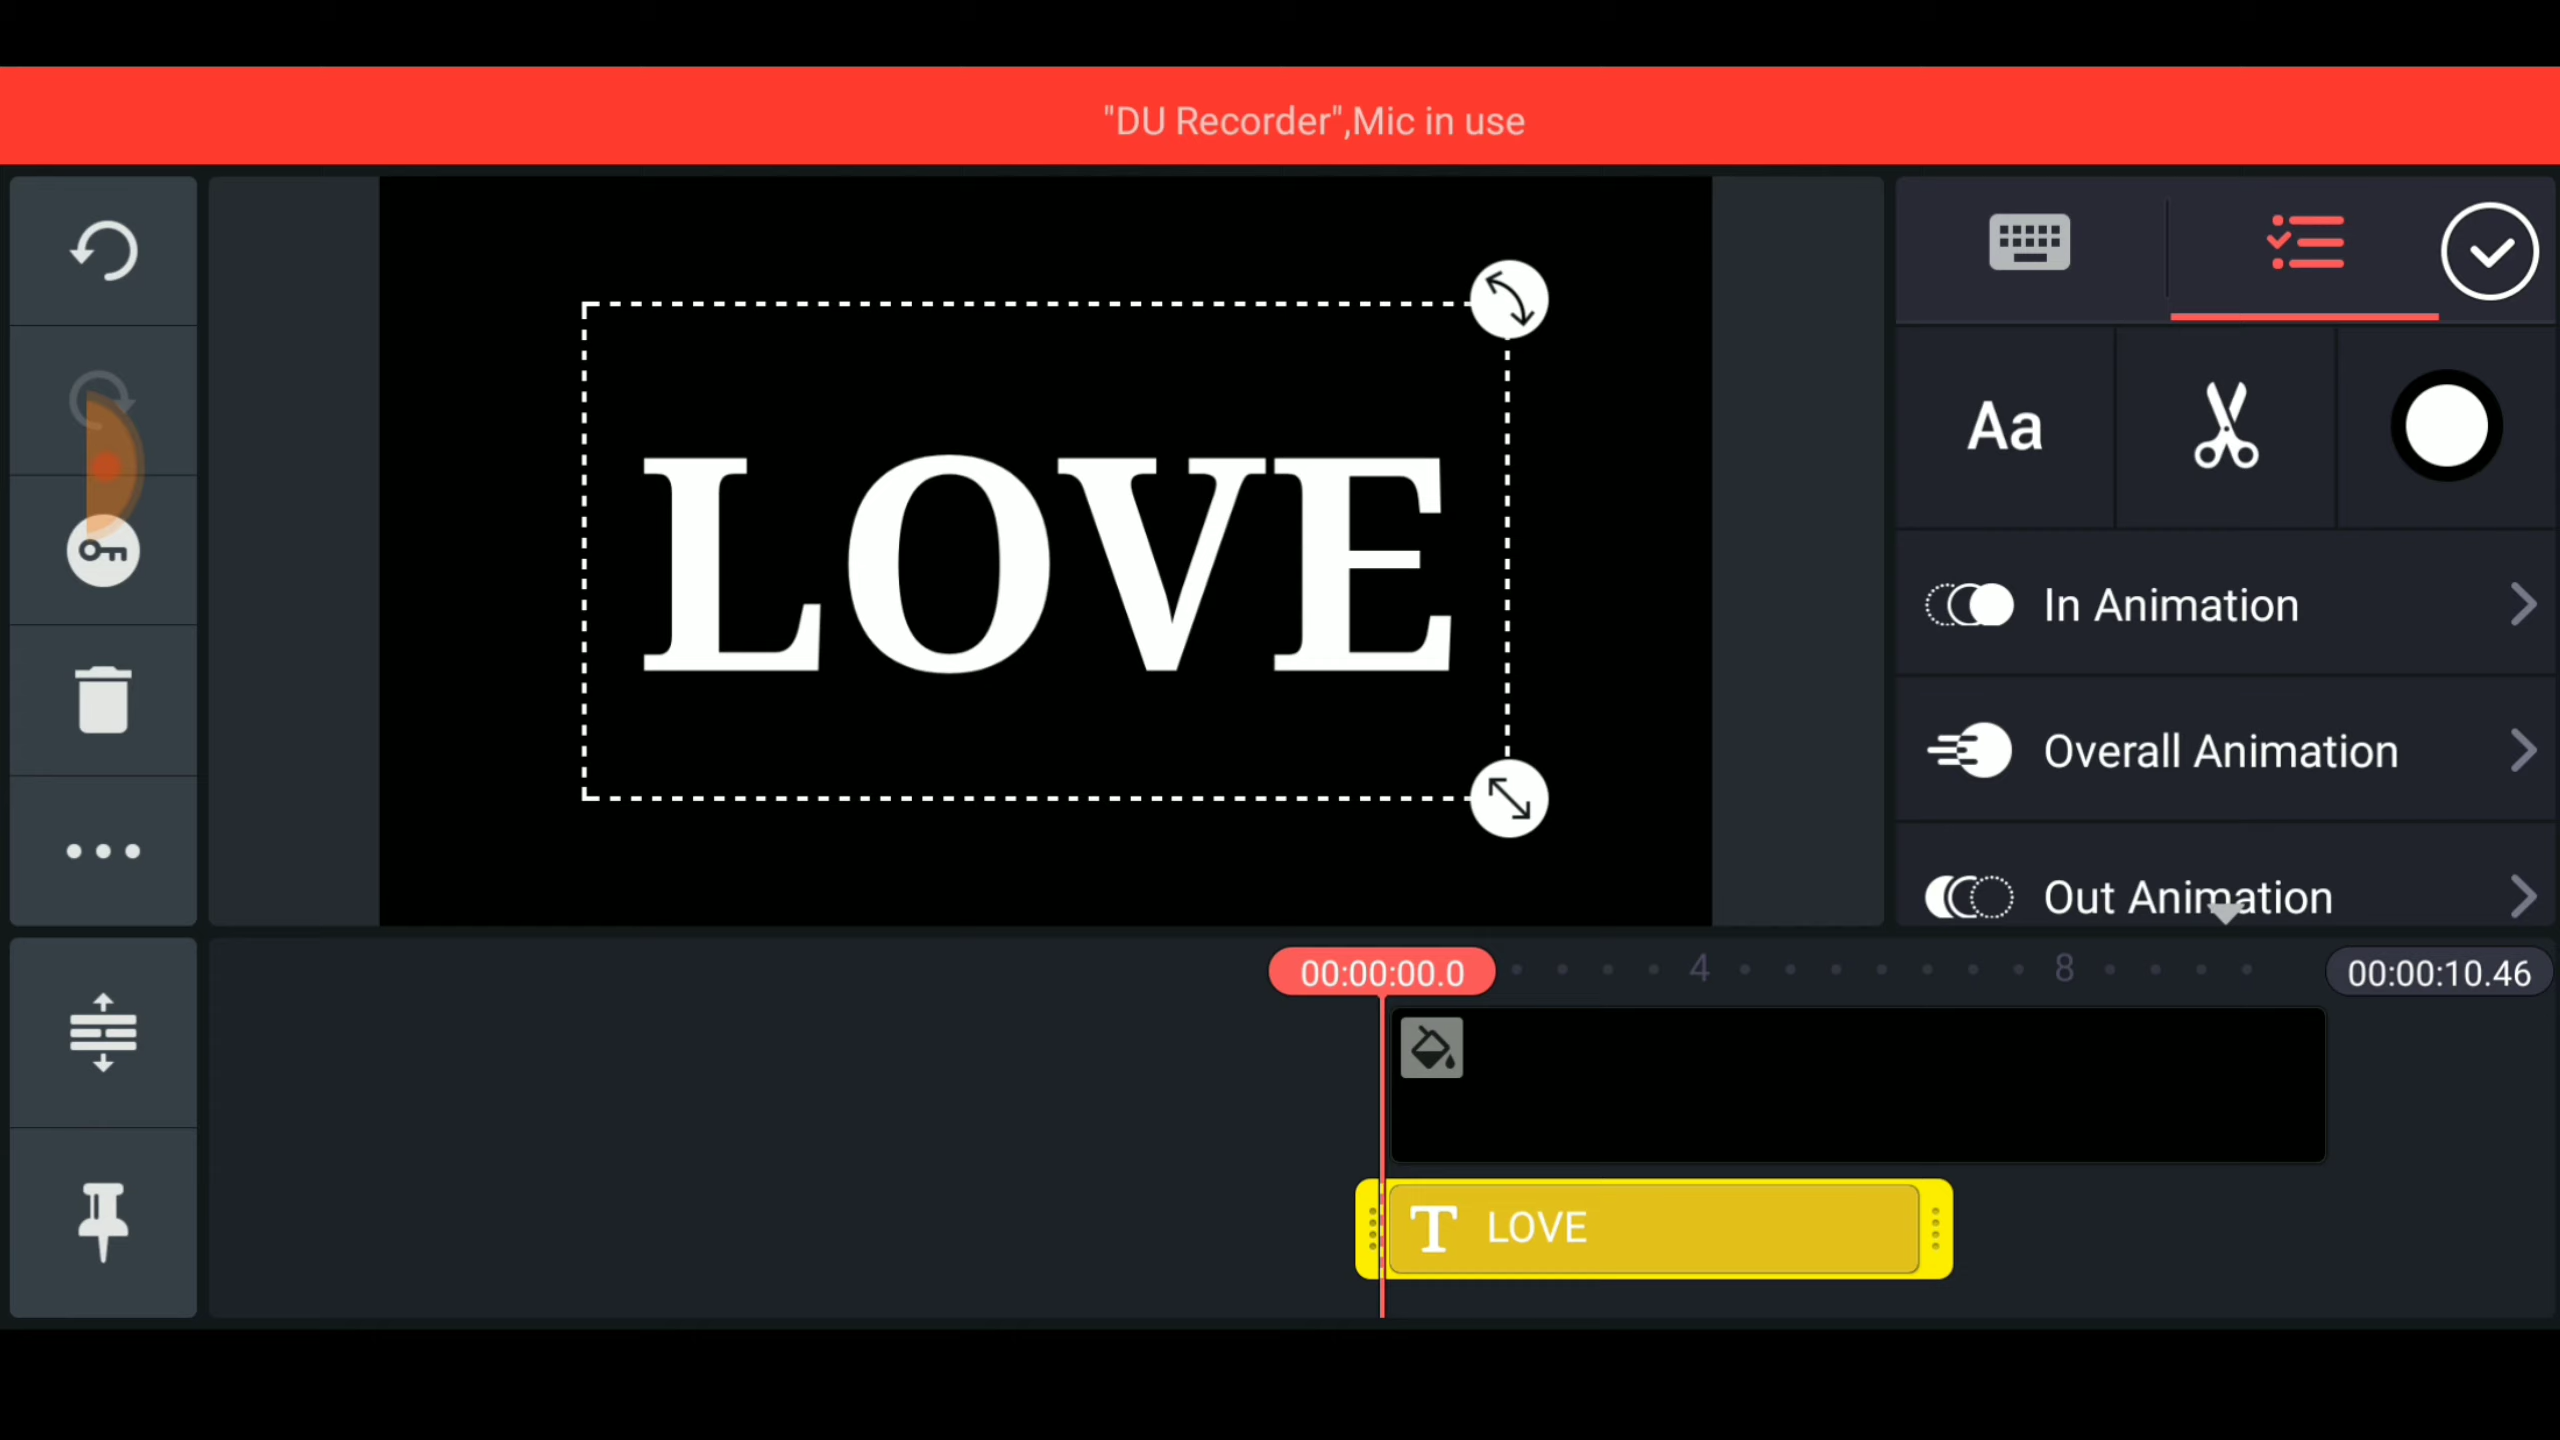 "DU Recorder",Mic in use
LOVE
Aa
In Animation
Overall Animation
Out Animation
00:00:00.0
4
8
00:00:10.46
T LOVE